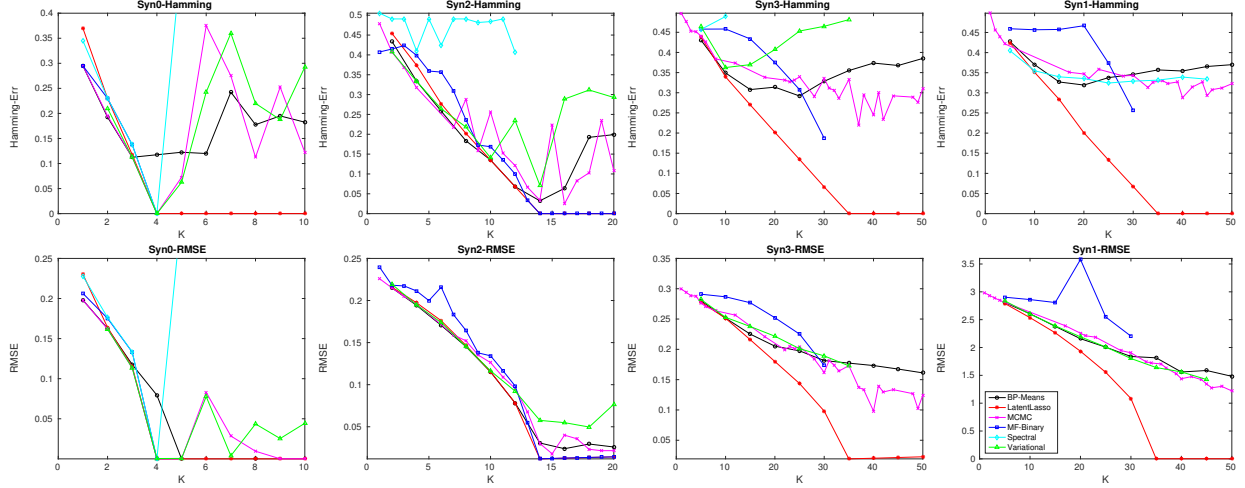 Syn0-Hamming
Syn2-Hamming
Syn3-Hamming
Syn1-Hamming
Hamming-Err
0.4
0.35
0.3
0.25
0.2
0.15
0.1
0.05
0
0 2 4 6 8 10
K
Hamming-Err
0.5
0.45
0.4
0.35
0.3
0.25
0.2
0.15
0.1
0.05
0
0 5 10 15 20
K
Hamming-Err
0.5
0.45
0.4
0.35
0.3
0.25
0.2
0.15
0.1
0.05
0
0 10 20 30 40 50
K
Hamming-Err
0.5
0.45
0.4
0.35
0.3
0.25
0.2
0.15
0.1
0.05
0
0 10 20 30 40 50
K
Syn0-RMSE
Syn2-RMSE
Syn3-RMSE
Syn1-RMSE
RMSE
0.25
0.2
0.15
0.1
0.05
0 2 4 6 8 10
K
RMSE
0.25
0.2
0.15
0.1
0.05
0 5 10 15 20
K
RMSE
0.35
0.3
0.25
0.2
0.15
0.1
0.05
0 10 20 30 40 50
K
RMSE
3.5
3
2.5
2
1.5
1
0.5
0
0 10 20 30 40 50
K
BP-Means
LatentLasso
MCMC
MF-Binary
Spectral
Variational